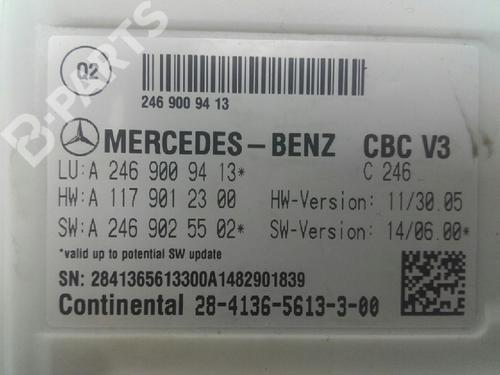 Q2
246 900 94 13
B-PARTS
MERCEDES-BENZ CBC V3
LU: A 246 900 94 13* C 246
HW: A 117 901 23 00 HW-Version: 11/30.05
SW: A 246 902 55 02* SW-Version: 14/06.00*
*valid up to potential SW update
SN: 2841365613300A1482901839
Continental 28-4136-5613-3-00